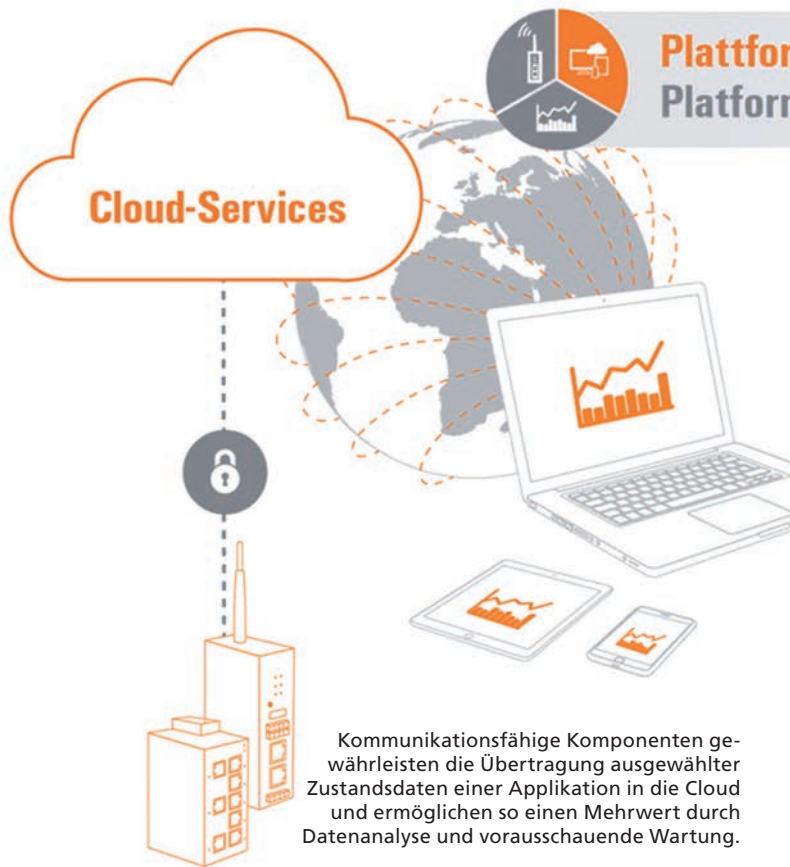 Plattfor
Platforn
Cloud-Services
Kommunikationsfähige Komponenten ge-
währleisten die Übertragung ausgewählter
Zustandsdaten einer Applikation in die Cloud
und ermöglichen so einen Mehrwert durch
Datenanalyse und vorausschauende Wartung.